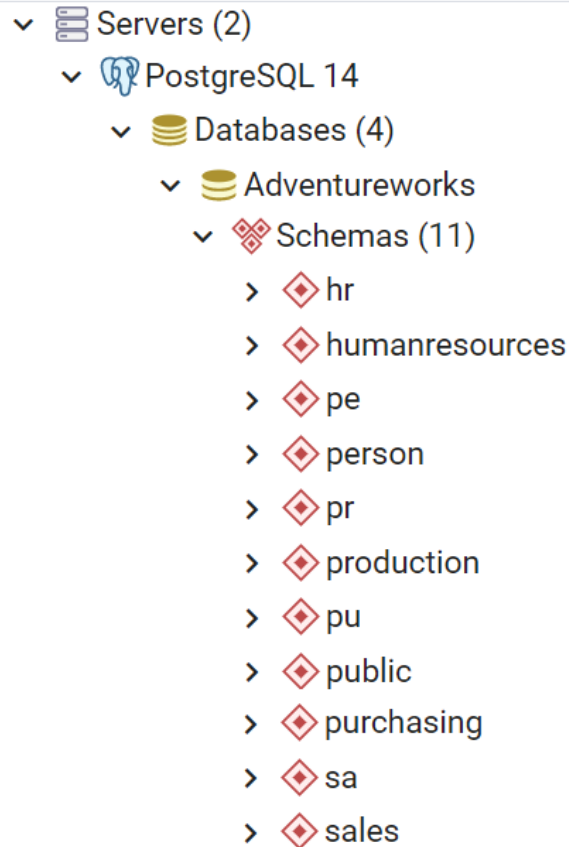 Servers (2)
PostgreSQL 14
Databases (4)
Adventureworks
Schemas (11)
hr
humanresources
pe
person
pr
production
pu
public
purchasing
sa
sales